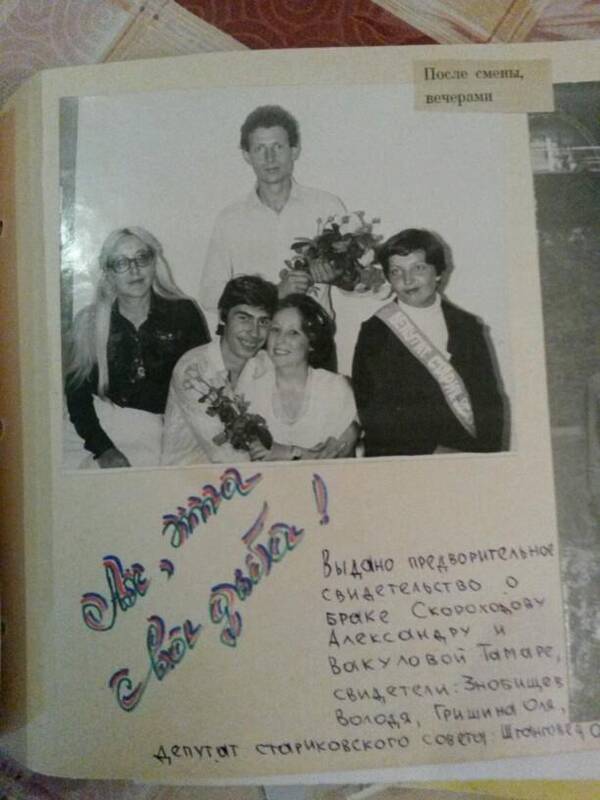 После смены,
вечерами
Ах, эта
свадьба!
Выдано предворительное
свидетельство о
браке Скороходову
Александру и
Вакуловой Тамаре,
свидетели: Знобищев
Володя, Гришина Оля,
депутат стариковского совета: